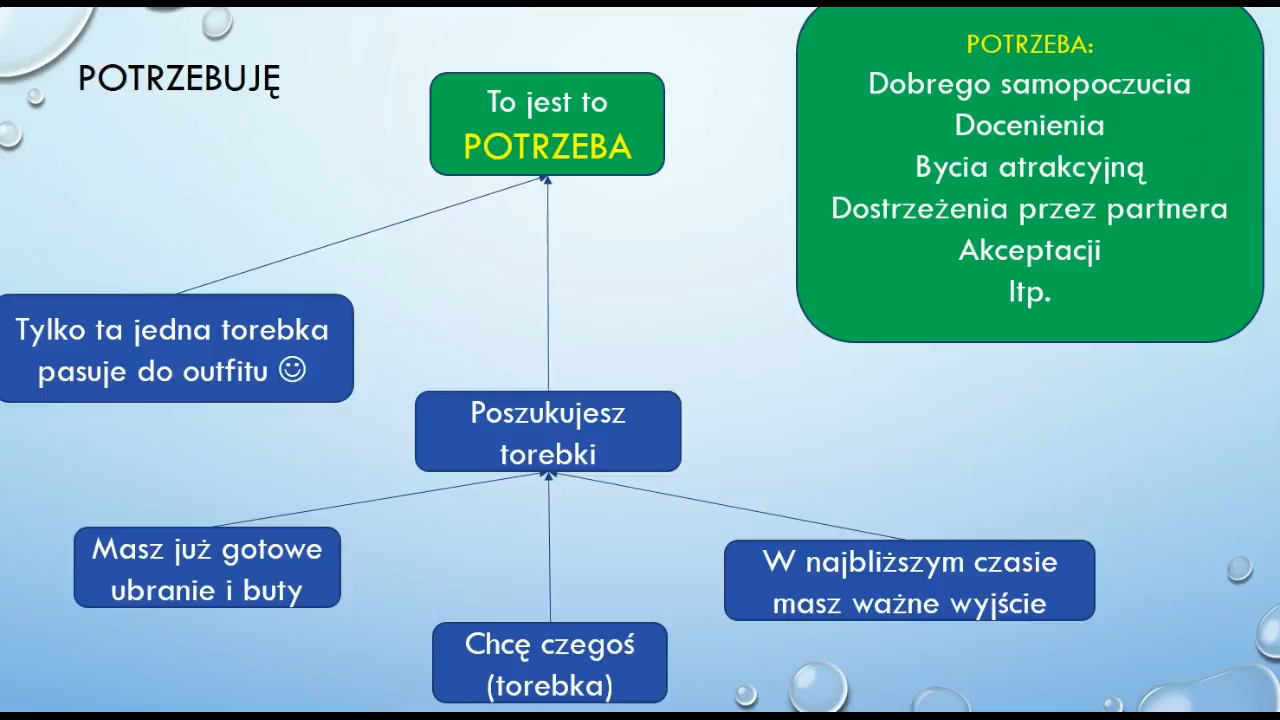 POTRZEBUJĘ
To jest to
POTRZEBA
POTRZEBA:
Dobrego samopoczucia
Docenienia
Bycia atrakcyjną
Dostrzeżenia przez partnera
Akceptacji
Itp.
Tylko ta jedna torebka
pasuje do outfitu ☺
Poszukujesz
torebki
Masz już gotowe
ubranie i buty
Chcę czegoś
(torebka)
W najbliższym czasie
masz ważne wyjście